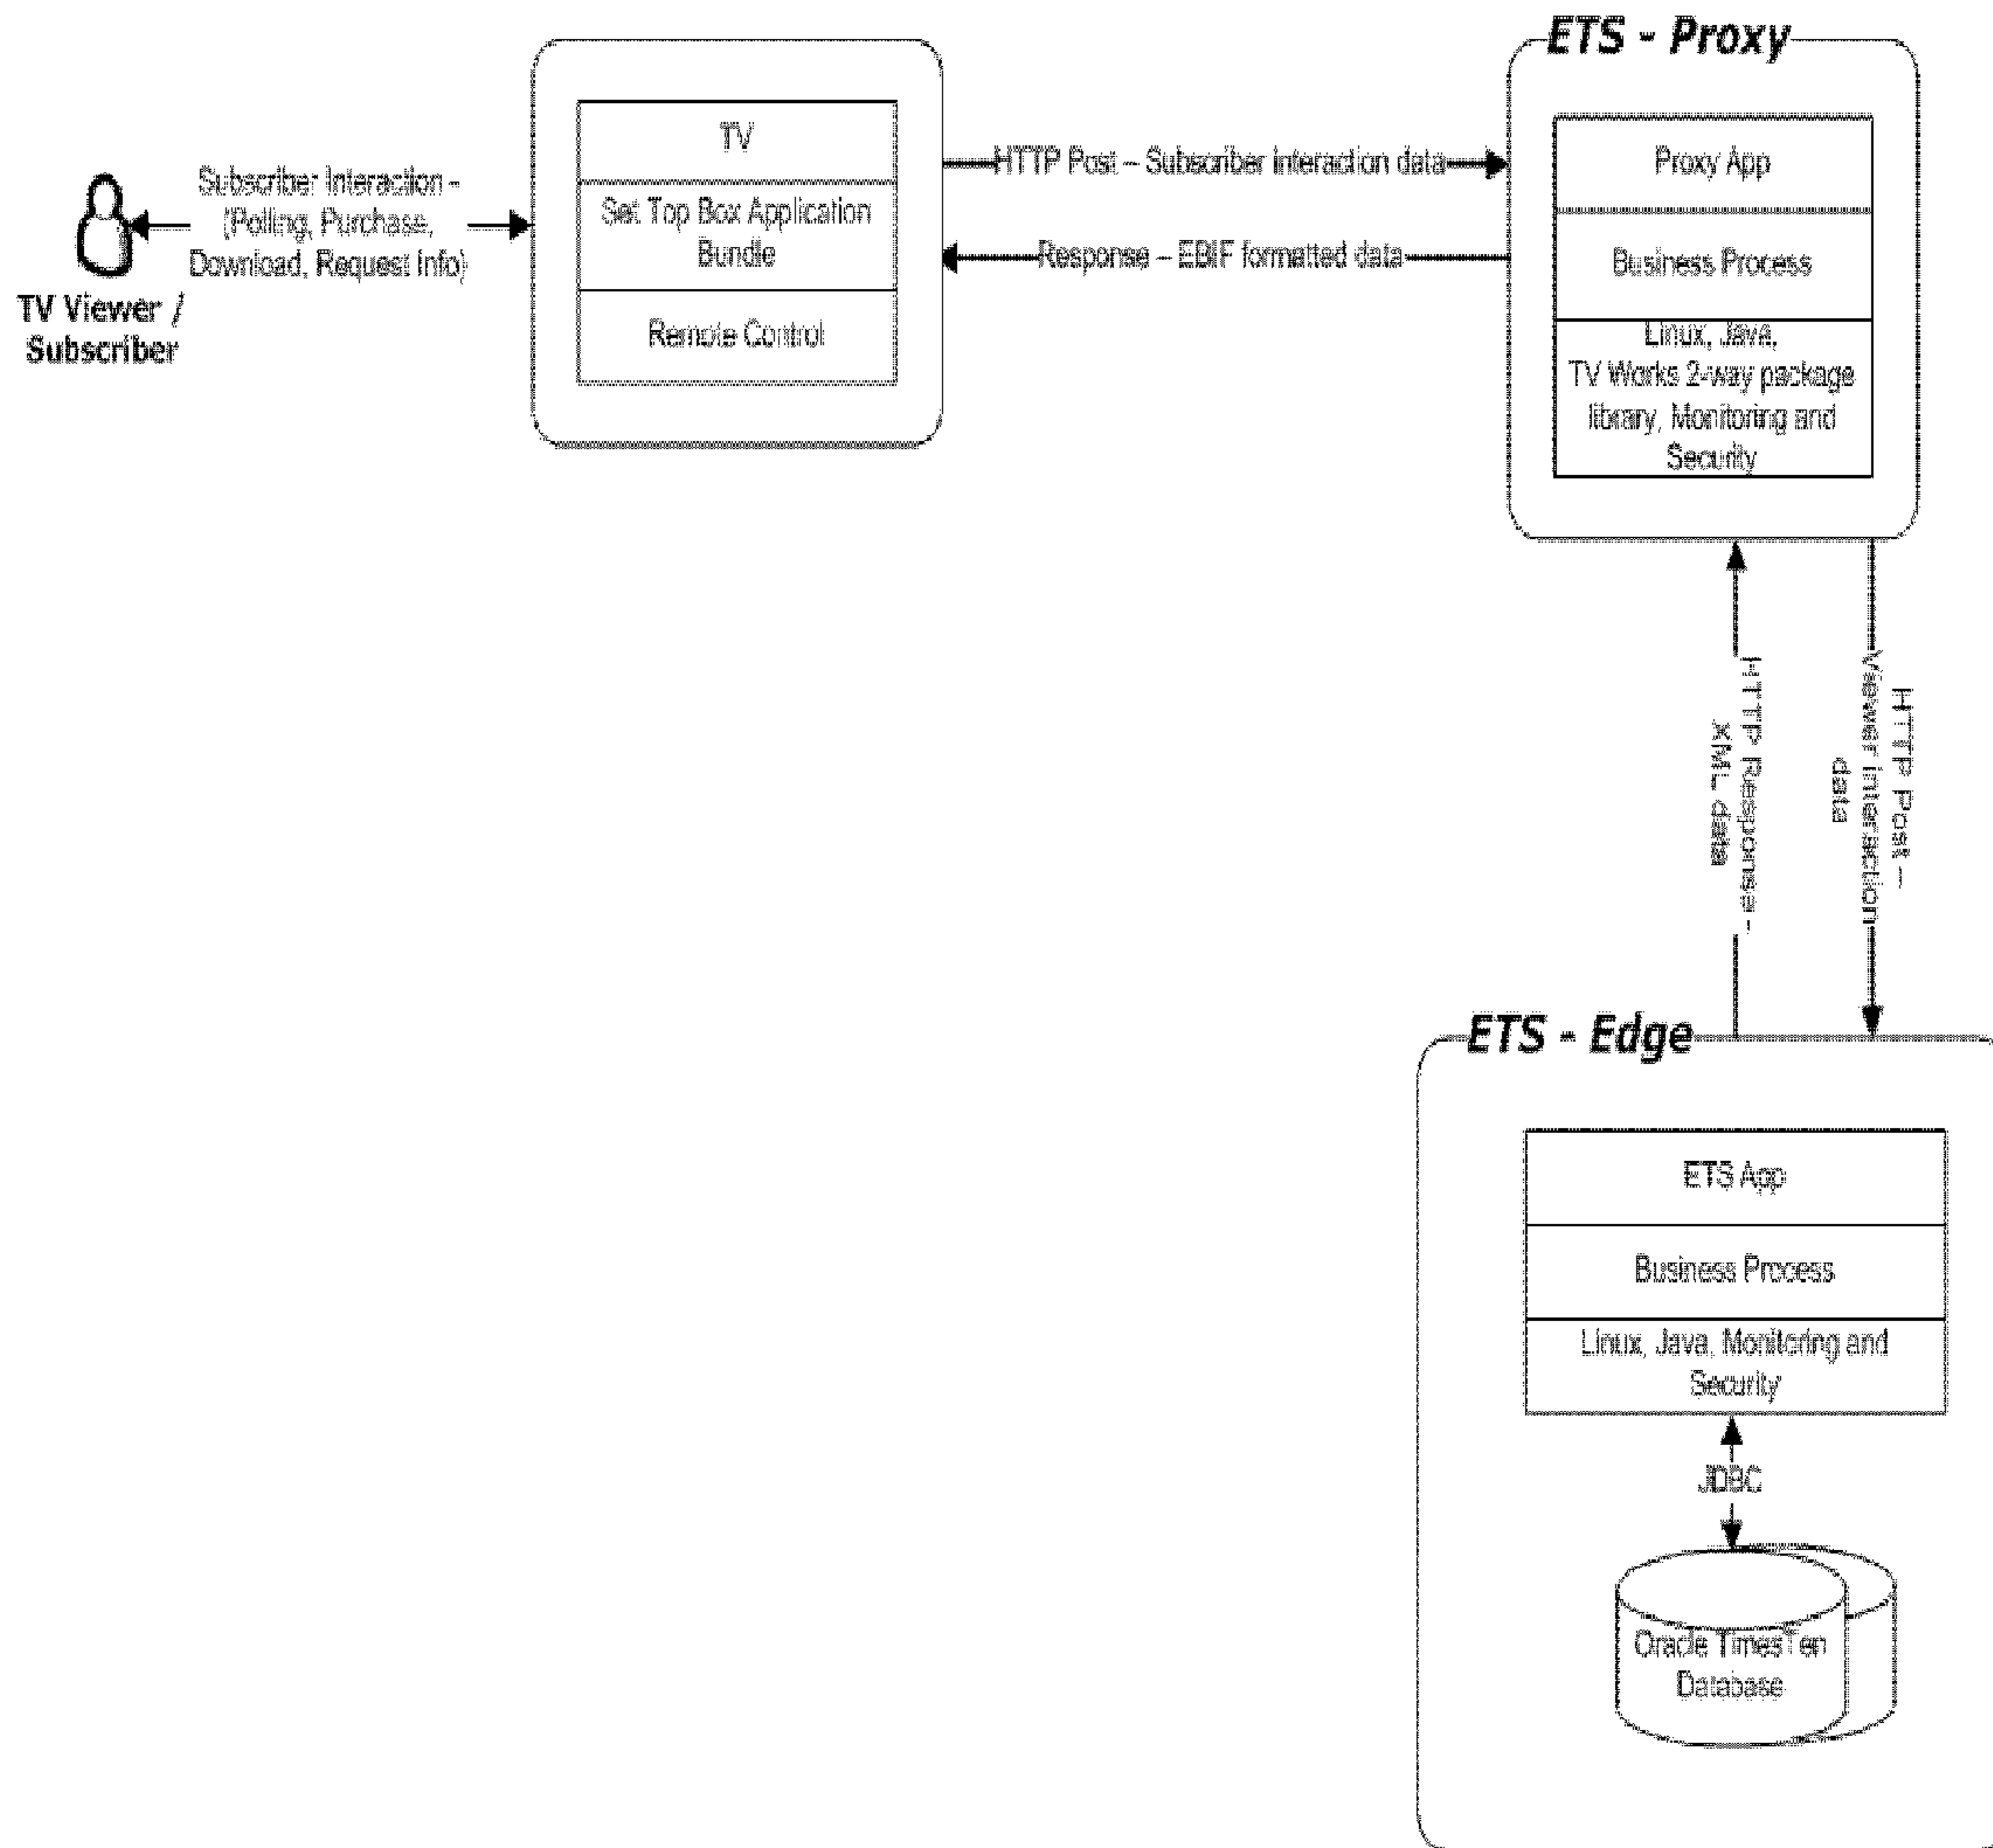 ETS - Proxy
TV
Set Top Box Application
Bundle
Remote Control
Subscriber Interaction –
(Polling, Purchase,
Download, Request Info)
TV Viewer /
Subscriber
HTTP Post – Subscriber Interaction data
Response – EBIF formatted data
Proxy App
Business Process
Linux, Java,
TV Works 2-way package
library, Monitoring and
Security
HTTP Response -
XML data
HTTP Post –
Viewer interaction
data
ETS - Edge
ETS App
Business Process
Linux, Java, Monitoring and
Security
JDBC
Oracle TimesTen
Database